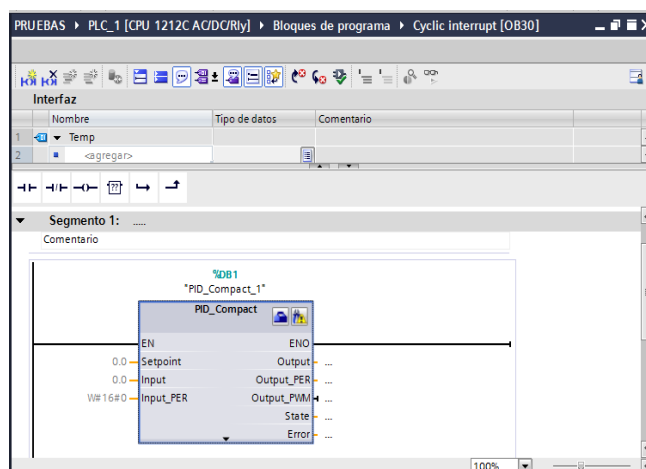 PRUEBAS ▸ PLC_1 [CPU 1212C AC/DC/Rly] ▸ Bloques de programa ▸ Cyclic interrupt [OB30]
Interfaz
Nombre Tipo de datos Comentario
1 Temp
2 <agregar>
Segmento 1: .....
Comentario
%DB1
"PID_Compact_1"
PID_Compact
EN ENO
0.0 Setpoint Output ...
0.0 Input Output_PER ...
W#16#0 Input_PER Output_PWM ...
State ...
Error ...
100%